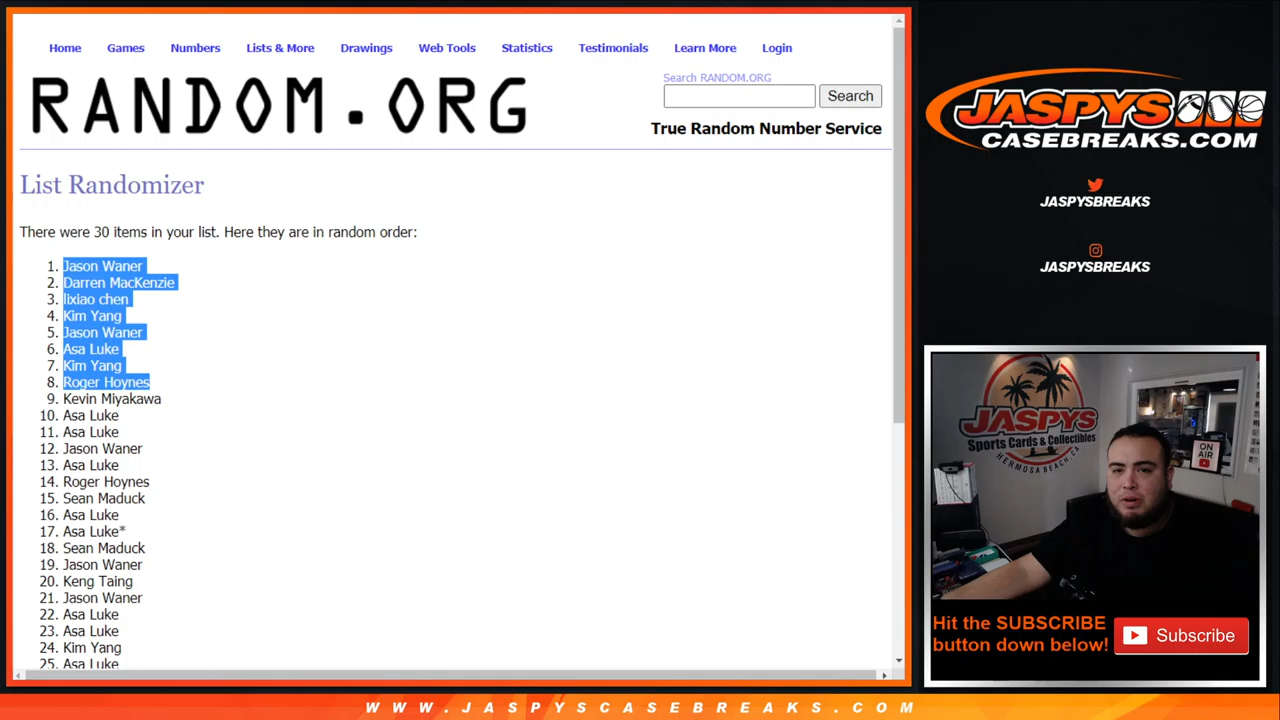 Home Games Numbers Lists & More Drawings Web Tools Statistics Testimonials Learn More Login
RANDOM.ORG
Search RANDOM.ORG
Search
True Random Number Service
List Randomizer
There were 30 items in your list. Here they are in random order:
1. Jason Waner
2. Darren MacKenzie
3. lixiao chen
4. Kim Yang
5. Jason Waner
6. Asa Luke
7. Kim Yang
8. Roger Hoynes
9. Kevin Miyakawa
10. Asa Luke
11. Asa Luke
12. Jason Waner
13. Asa Luke
14. Roger Hoynes
15. Sean Maduck
16. Asa Luke
17. Asa Luke*
18. Sean Maduck
19. Jason Waner
20. Keng Taing
21. Jason Waner
22. Asa Luke
23. Asa Luke
24. Kim Yang
25. Asa Luke
JASPYS
CASEBREAKS.COM
JASPYSBREAKS
JASPYSBREAKS
JASPYS
Sports Cards & Collectibles
HERMOSA BEACH, CA
ON
AIR
Hit the SUBSCRIBE
button down below!
Subscribe
WWW.JASPYSCASEBREAKS.COM